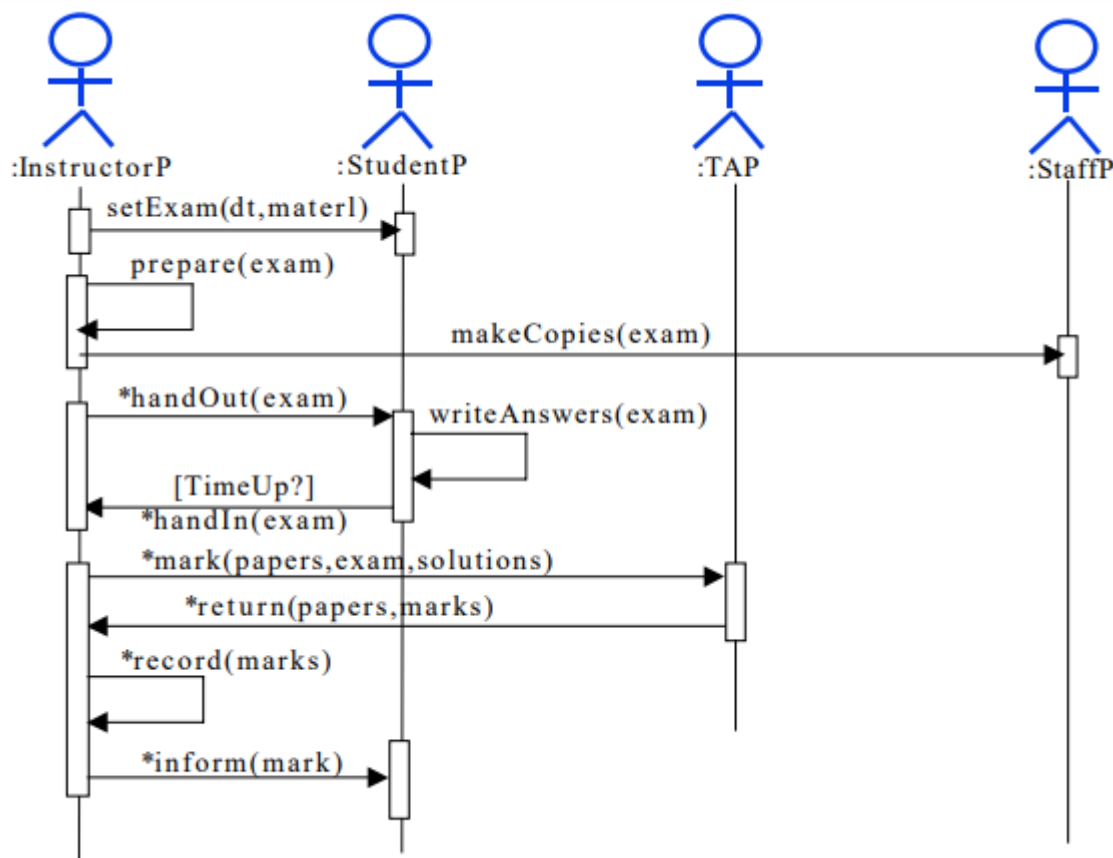 :InstructorP
:StudentP
:TAP
:StaffP
setExam(dt,materl)
prepare(exam)
makeCopies(exam)
*handOut(exam)
writeAnswers(exam)
[TimeUp?]
*handIn(exam)
*mark(papers,exam,solutions)
*return(papers,marks)
*record(marks)
*inform(mark)